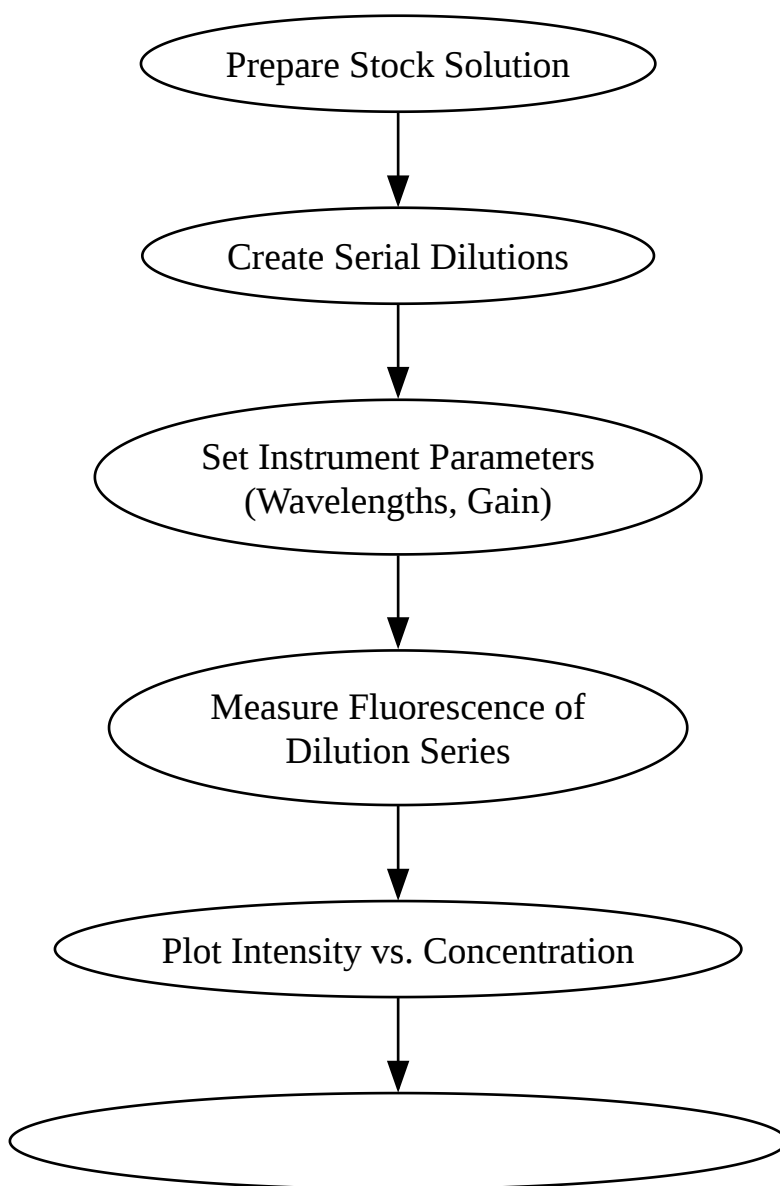 Prepare Stock Solution
Create Serial Dilutions
Set Instrument Parameters
(Wavelengths, Gain)
Measure Fluorescence of
Dilution Series
Plot Intensity vs. Concentration